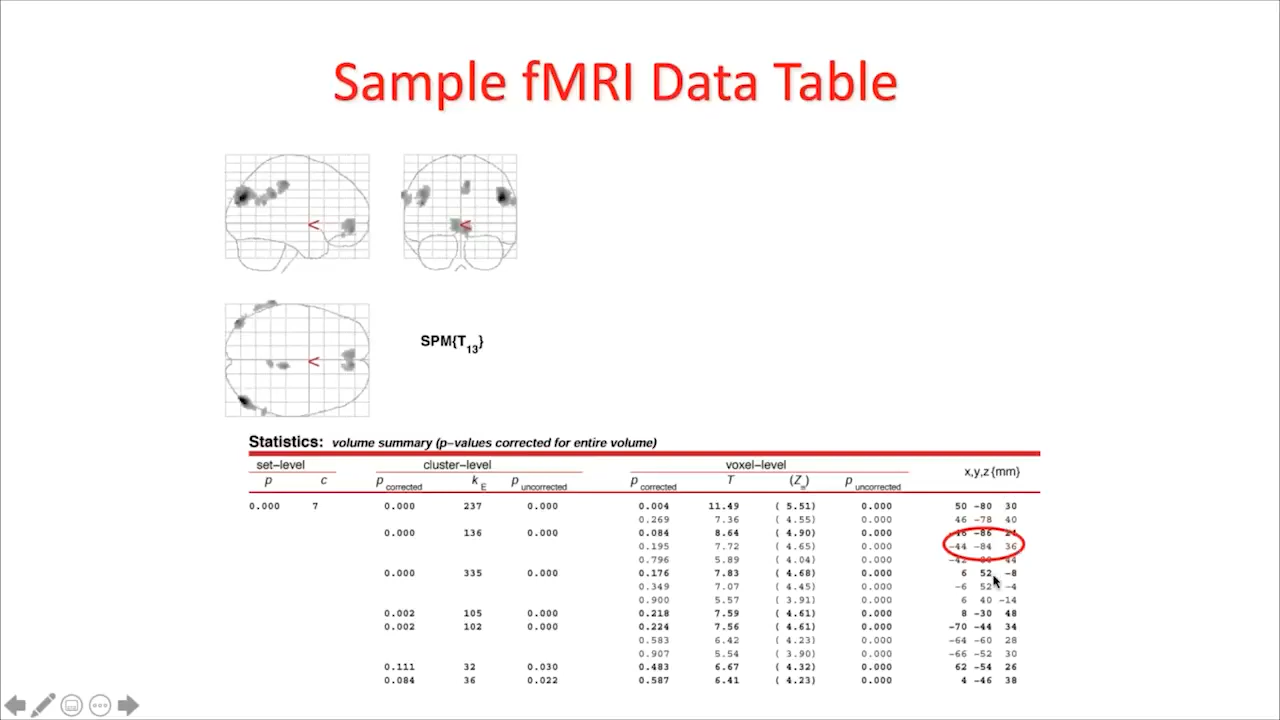 Sample fMRI Data Table
<
<
<
SPM{T13}
Statistics: volume summary (p-values corrected for entire volume)
set-level cluster-level voxel-level x,y,z {mm}
p c p corrected k E p uncorrected p corrected T (Z≡) p uncorrected
0.000 7 0.000 237 0.000 0.004 11.49 ( 5.51) 0.000 50 -80 30
0.269 7.36 ( 4.55) 0.000 46 -78 40
0.000 136 0.000 0.084 8.64 ( 4.90) 0.000 -86
0.195 7.72 ( 4.65) 0.000 -44 -84 36
0.796 5.89 ( 4.04) 0.000 -42 44
0.000 335 0.000 0.176 7.83 ( 4.68) 0.000 6 52 -8
0.349 7.07 ( 4.45) 0.000 -6 52 -4
0.900 5.57 ( 3.91) 0.000 6 40 -14
0.002 105 0.000 0.218 7.59 ( 4.61) 0.000 8 -30 48
0.002 102 0.000 0.224 7.56 ( 4.61) 0.000 -70 -44 34
0.583 6.42 ( 4.23) 0.000 -64 -60 28
0.907 5.54 ( 3.90) 0.000 -66 -52 30
0.111 32 0.030 0.483 6.67 ( 4.32) 0.000 62 -54 26
0.084 36 0.022 0.587 6.41 ( 4.23) 0.000 4 -46 38